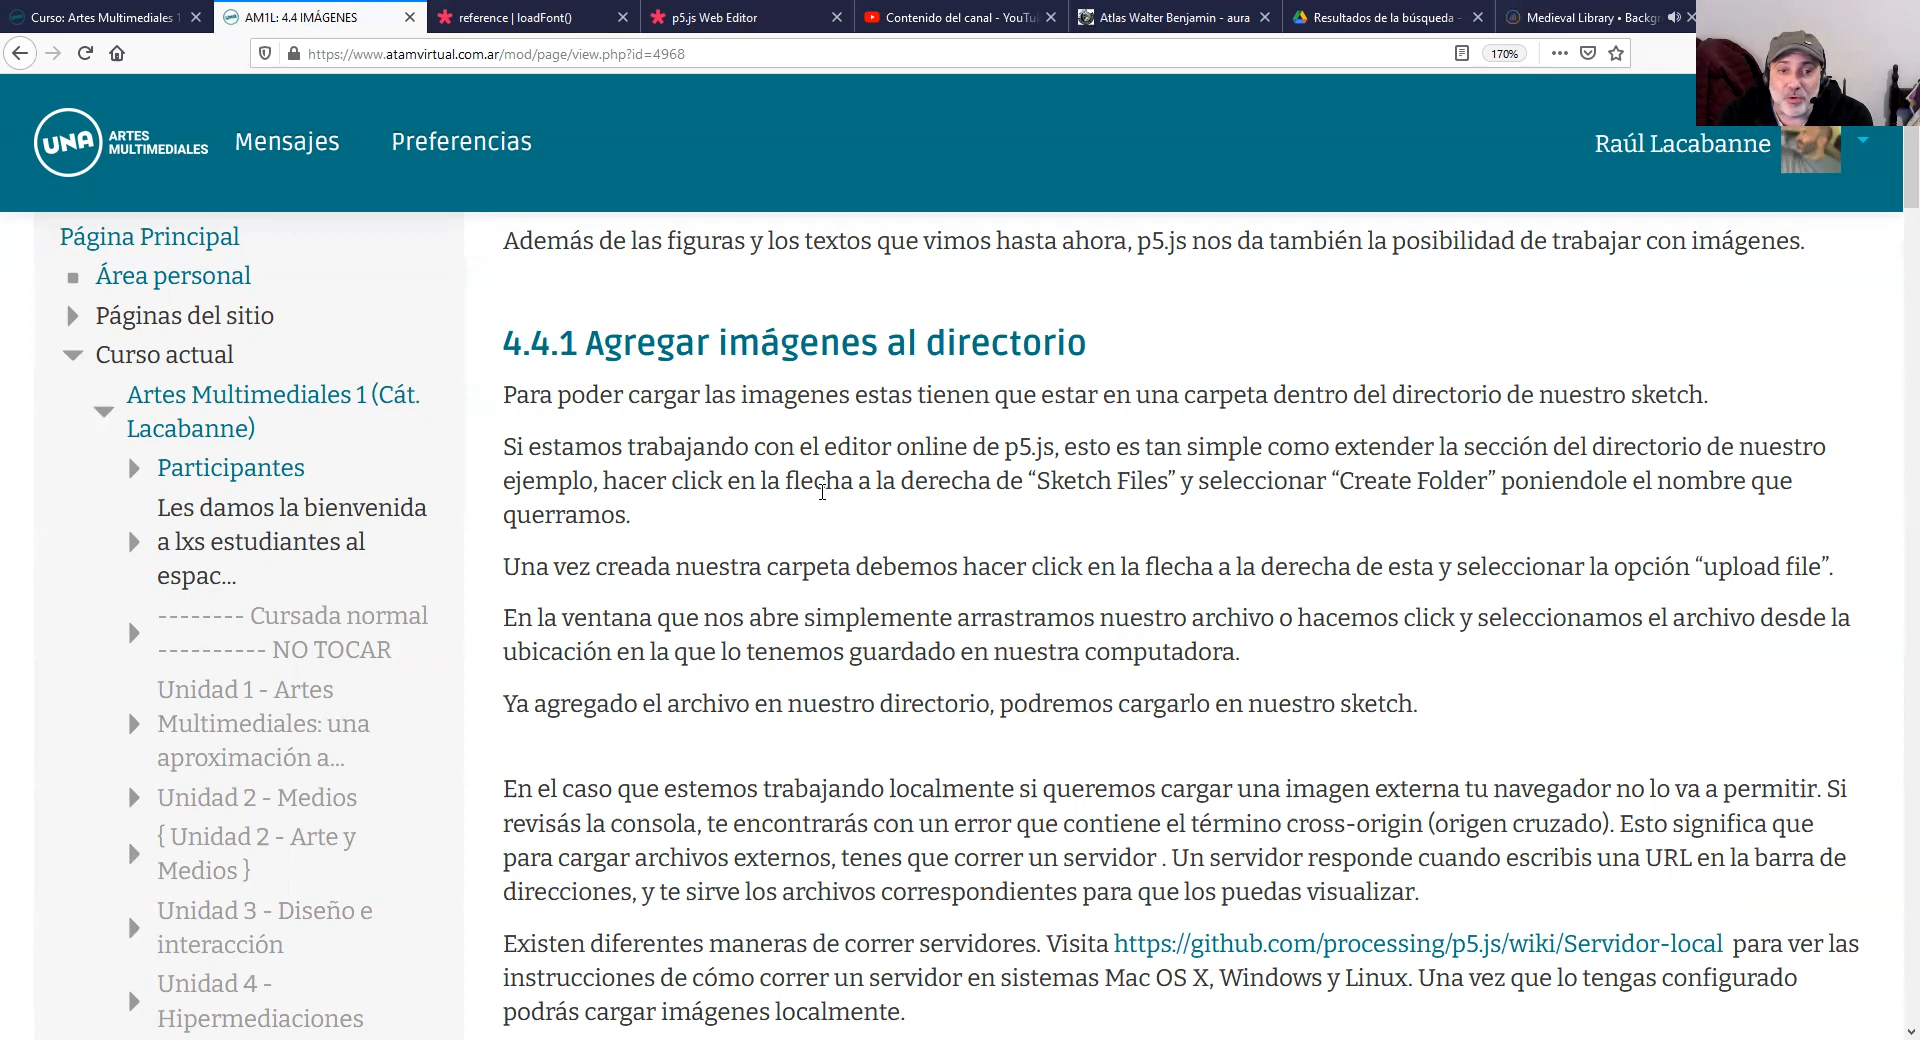 Curso: Artes Multimediales 1
AM1L: 4.4 IMÁGENES
reference | loadFont()
p5.js Web Editor
Contenido del canal - YouTu
Atlas Walter Benjamin - aura
Resultados de la búsqueda -
Medieval Library • Backgr
https://www.atamvirtual.com.ar/mod/page/view.php?id=4968
170%
UNA ARTES
MULTIMEDIALES
Mensajes
Preferencias
Raúl Lacabanne
Página Principal
Área personal
Páginas del sitio
Curso actual
Artes Multimediales 1 (Cát.
Lacabanne)
Participantes
Les damos la bienvenida
a lxs estudiantes al
espac...
-------- Cursada normal
---------- NO TOCAR
Unidad 1 - Artes
Multimediales: una
aproximación a...
Unidad 2 - Medios
{ Unidad 2 - Arte y
Medios }
Unidad 3 - Diseño e
interacción
Unidad 4 -
Hipermediaciones
Además de las figuras y los textos que vimos hasta ahora, p5.js nos da también la posibilidad de trabajar con imágenes.
4.4.1 Agregar imágenes al directorio
Para poder cargar las imagenes estas tienen que estar en una carpeta dentro del directorio de nuestro sketch.
Si estamos trabajando con el editor online de p5.js, esto es tan simple como extender la sección del directorio de nuestro
ejemplo, hacer click en la flecha a la derecha de “Sketch Files” y seleccionar “Create Folder” poniendole el nombre que
querramos.
Una vez creada nuestra carpeta debemos hacer click en la flecha a la derecha de esta y seleccionar la opción “upload file”.
En la ventana que nos abre simplemente arrastramos nuestro archivo o hacemos click y seleccionamos el archivo desde la
ubicación en la que lo tenemos guardado en nuestra computadora.
Ya agregado el archivo en nuestro directorio, podremos cargarlo en nuestro sketch.
En el caso que estemos trabajando localmente si queremos cargar una imagen externa tu navegador no lo va a permitir. Si
revisás la consola, te encontrarás con un error que contiene el término cross-origin (origen cruzado). Esto significa que
para cargar archivos externos, tenes que correr un servidor . Un servidor responde cuando escribis una URL en la barra de
direcciones, y te sirve los archivos correspondientes para que los puedas visualizar.
Existen diferentes maneras de correr servidores. Visita https://github.com/processing/p5.js/wiki/Servidor-local para ver las
instrucciones de cómo correr un servidor en sistemas Mac OS X, Windows y Linux. Una vez que lo tengas configurado
podrás cargar imágenes localmente.